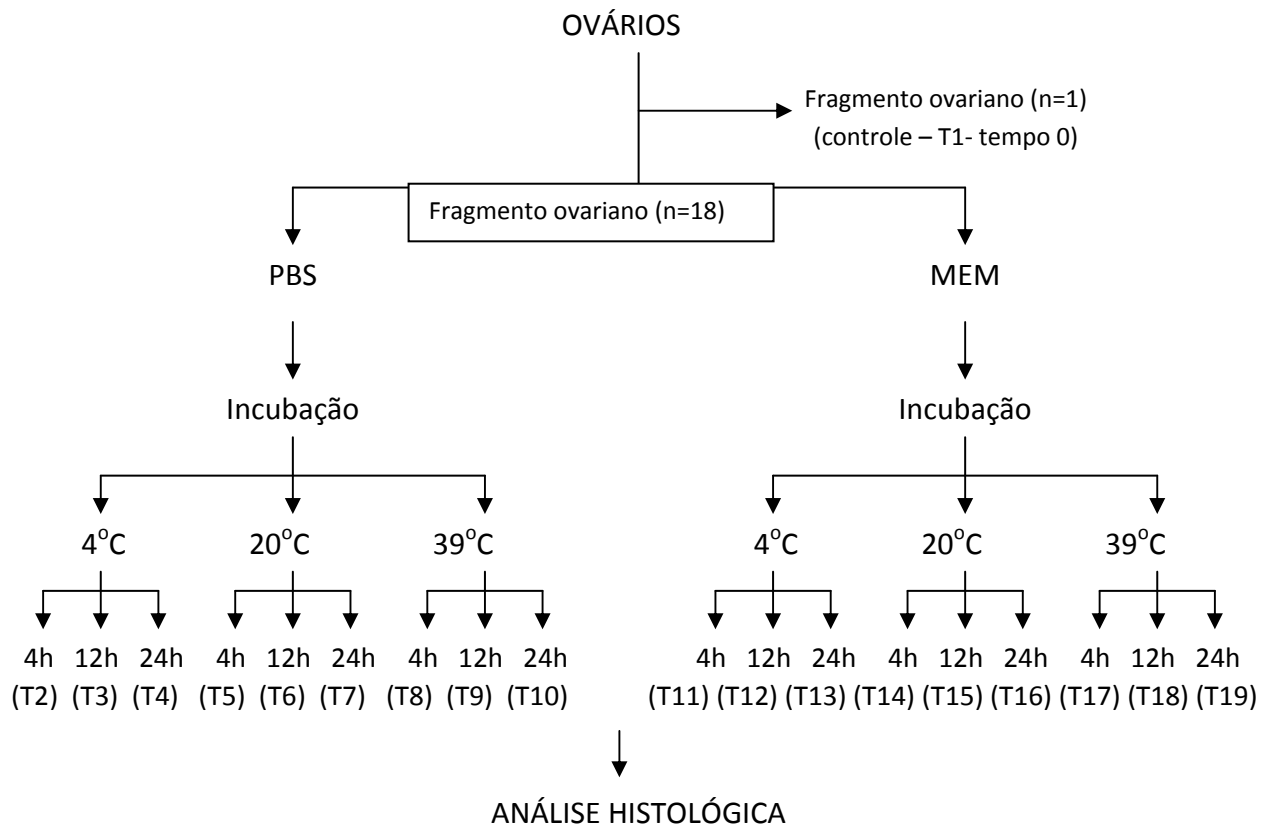 OVÁRIOS
Fragmento ovariano (n=1)
(controle – T1- tempo 0)
Fragmento ovariano (n=18)
PBS MEM
Incubação Incubação
4°C 20°C 39°C 4°C 20°C 39°C
4h 12h 24h 4h 12h 24h 4h 12h 24h 4h 12h 24h 4h 12h 24h 4h 12h 24h
(T2) (T3) (T4) (T5) (T6) (T7) (T8) (T9) (T10) (T11) (T12) (T13) (T14) (T15) (T16) (T17) (T18) (T19)
ANÁLISE HISTOLÓGICA